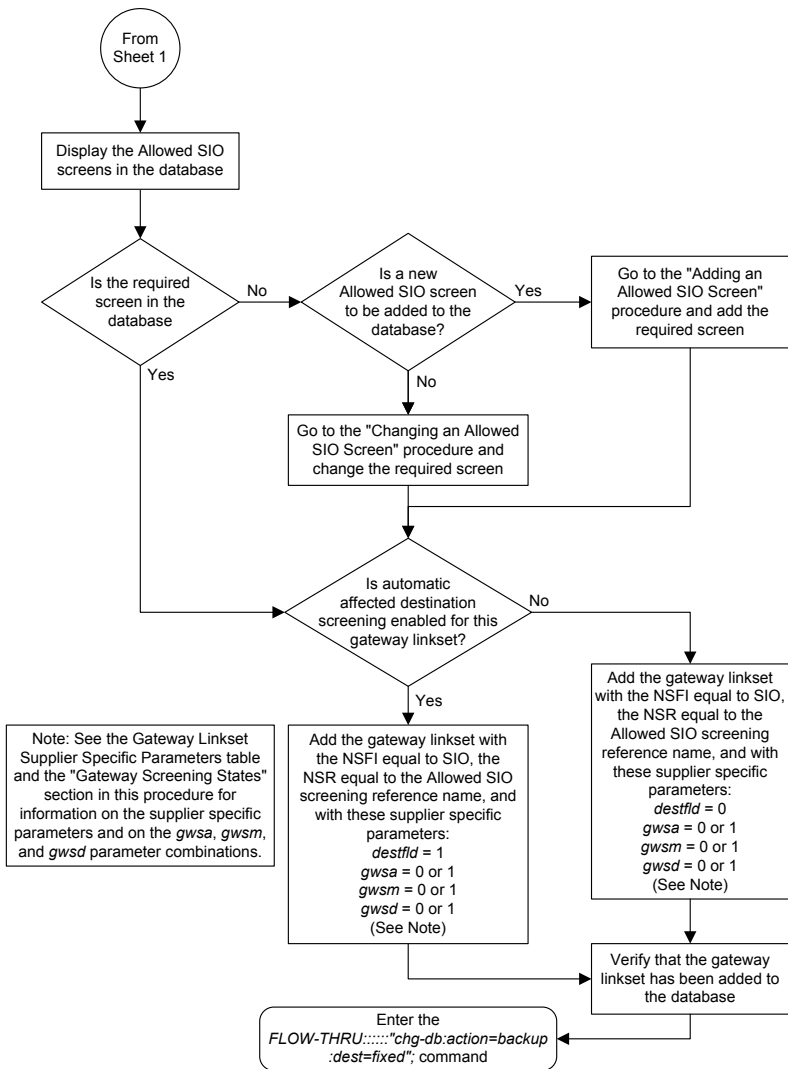 From
Sheet 1
Display the Allowed SIO
screens in the database
Is the required
screen in the
database
No
Yes
Is a new
Allowed SIO screen
to be added to the
database?
Yes
No
Go to the "Adding an
Allowed SIO Screen"
procedure and add the
required screen
Go to the "Changing an Allowed
SIO Screen" procedure and
change the required screen
Is automatic
affected destination
screening enabled for this
gateway linkset?
No
Yes
Note: See the Gateway Linkset
Supplier Specific Parameters table
and the "Gateway Screening States"
section in this procedure for
information on the supplier specific
parameters and on the gwsa, gwsm,
and gwsd parameter combinations.
Add the gateway linkset with
the NSFI equal to SIO, the
NSR equal to the Allowed SIO
screening reference name, and
with these supplier specific
parameters:
destfld = 1
gwsa = 0 or 1
gwsm = 0 or 1
gwsd = 0 or 1
(See Note)
Add the gateway linkset
with the NSFI equal to SIO,
the NSR equal to the
Allowed SIO screening
reference name, and with
these supplier specific
parameters:
destfld = 0
gwsa = 0 or 1
gwsm = 0 or 1
gwsd = 0 or 1
(See Note)
Verify that the gateway
linkset has been added to
the database
Enter the
FLOW-THRU::::::"chg-db:action=backup
:dest=fixed"; command